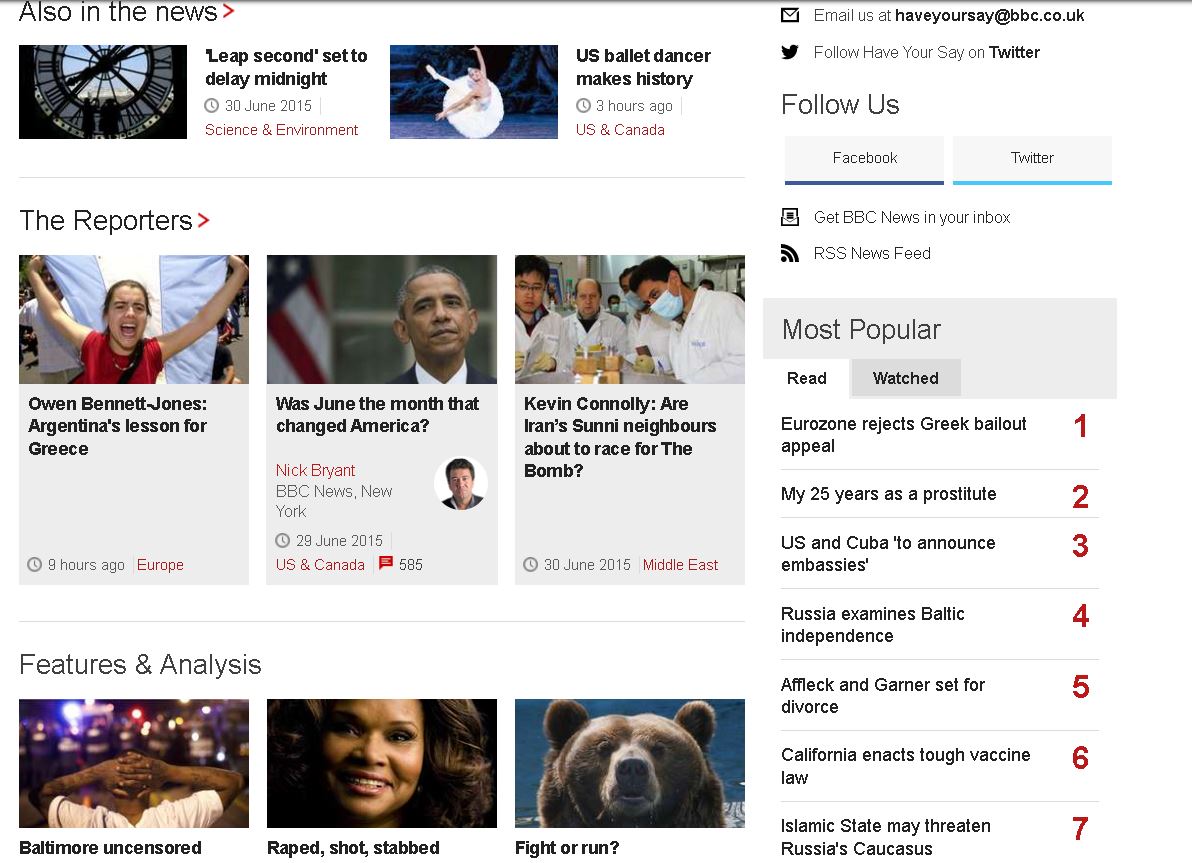 Also in the news
'Leap second' set to
delay midnight
30 June 2015
Science & Environment
US ballet dancer
makes history
3 hours ago
US & Canada
The Reporters
Owen Bennett-Jones:
Argentina's lesson for
Greece
9 hours ago
Europe
Was June the month that
changed America?
Nick Bryant
BBC News, New
York
29 June 2015
US & Canada
585
Kevin Connolly: Are
Iran's Sunni neighbours
about to race for The
Bomb?
30 June 2015
Middle East
Features & Analysis
Baltimore uncensored
Raped, shot, stabbed
Fight or run?
Email us at haveyoursay@bbc.co.uk
Follow Have Your Say on Twitter
Follow Us
Facebook
Twitter
Get BBC News in your inbox
RSS News Feed
Most Popular
Read
Watched
Eurozone rejects Greek bailout
appeal
1
My 25 years as a prostitute
2
US and Cuba 'to announce
embassies'
3
Russia examines Baltic
independence
4
Affleck and Garner set for
divorce
5
California enacts tough vaccine
law
6
Islamic State may threaten
Russia's Caucasus
7